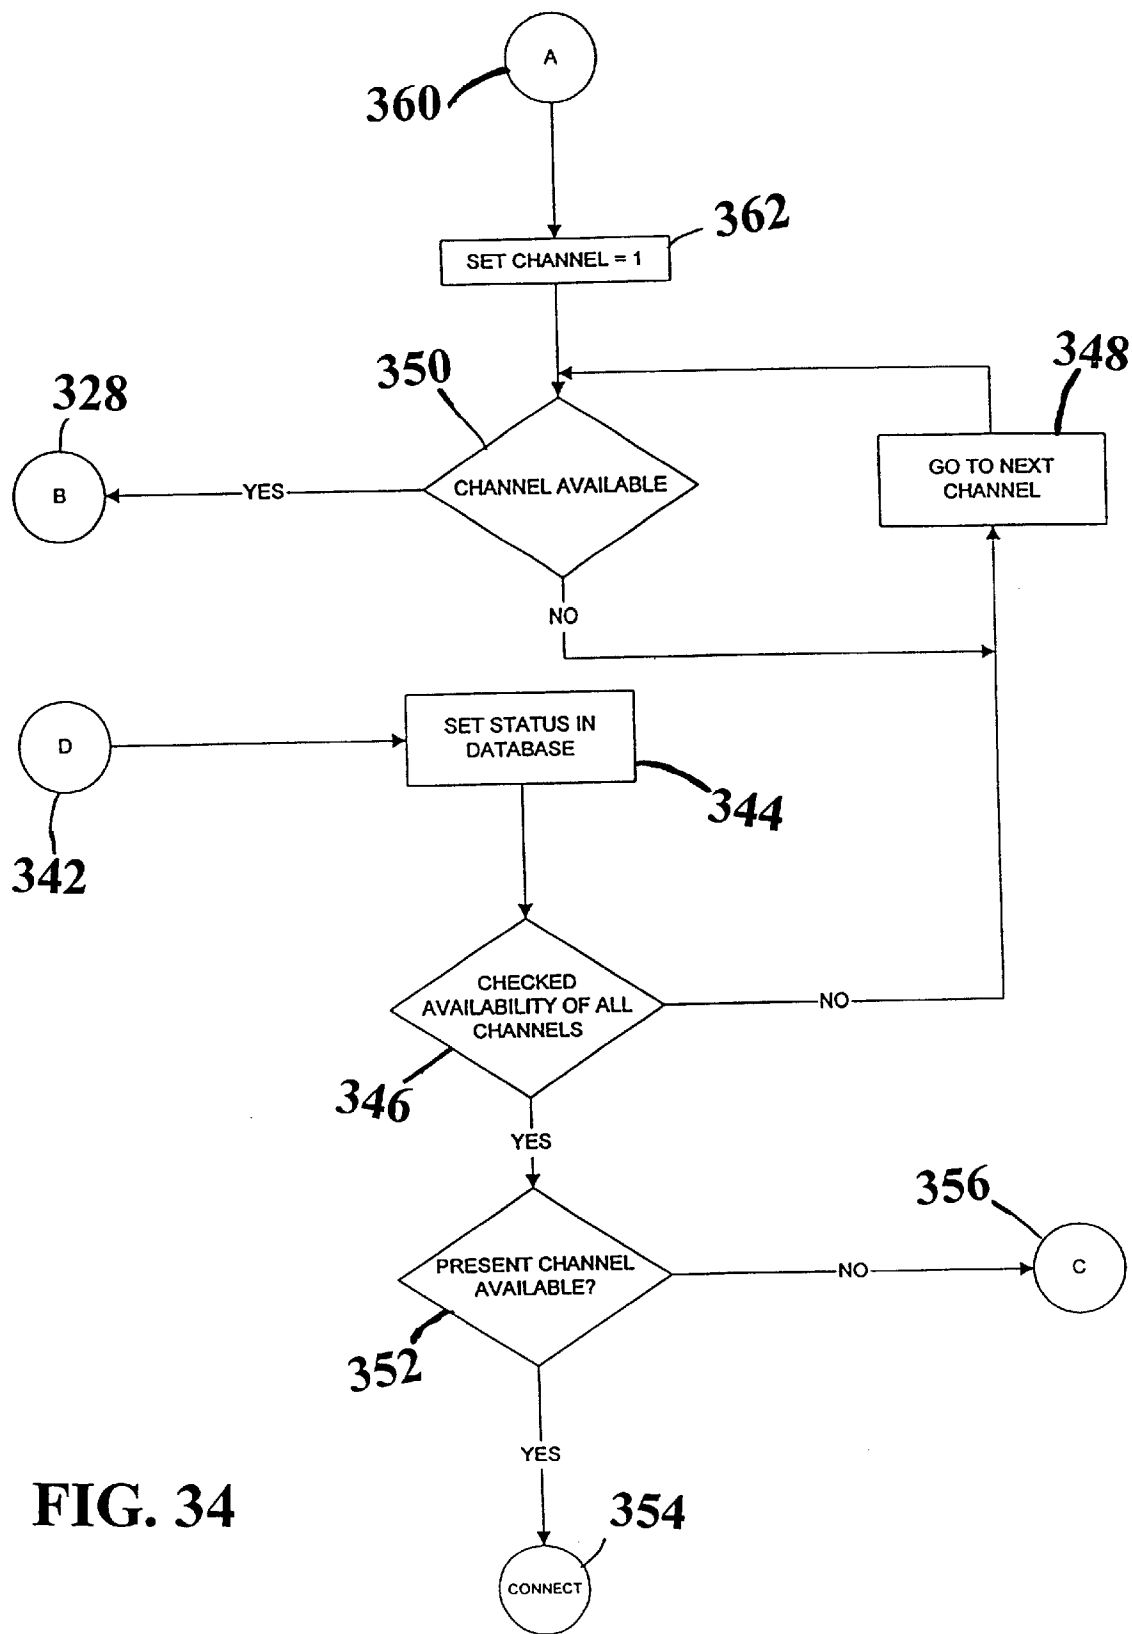 A
360
362
SET CHANNEL = 1
350
348
328
GO TO NEXT
CHANNEL
B
YES
CHANNEL AVAILABLE
NO
SET STATUS IN
DATABASE
D
344
342
CHECKED
AVAILABILITY OF ALL
CHANNELS
NO
346
YES
356
PRESENT CHANNEL
AVAILABLE?
NO
C
352
YES
FIG. 34
354
CONNECT